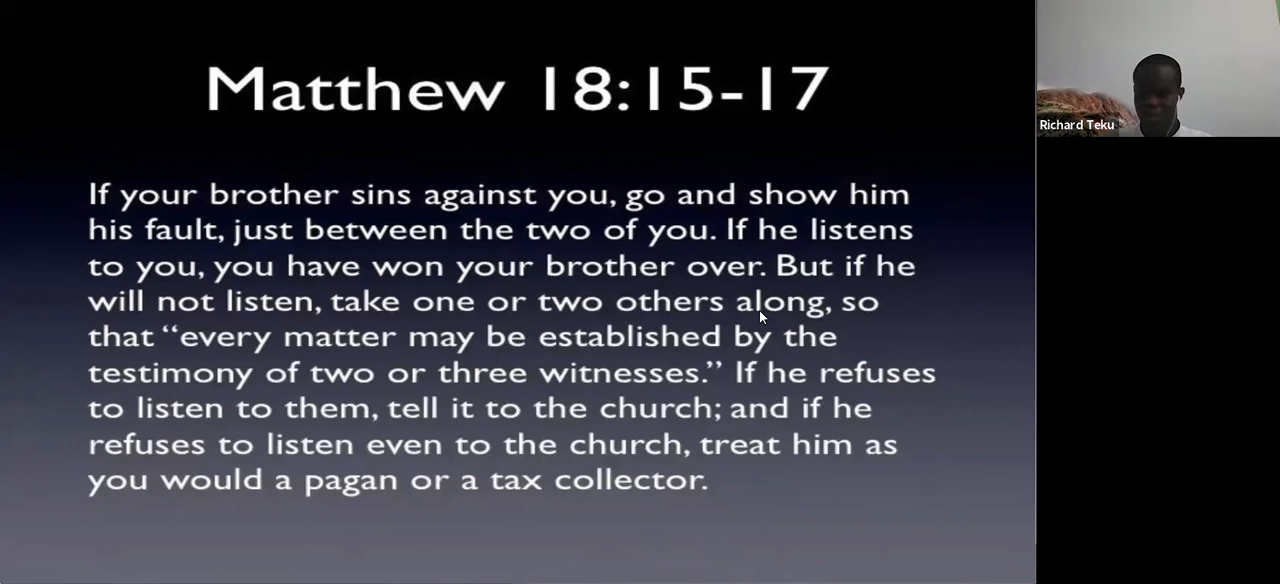 Matthew 18:15-17
If your brother sins against you, go and show him
his fault, just between the two of you. If he listens
to you, you have won your brother over. But if he
will not listen, take one or two others along, so
that “every matter may be established by the
testimony of two or three witnesses.” If he refuses
to listen to them, tell it to the church; and if he
refuses to listen even to the church, treat him as
you would a pagan or a tax collector.
Richard Teku